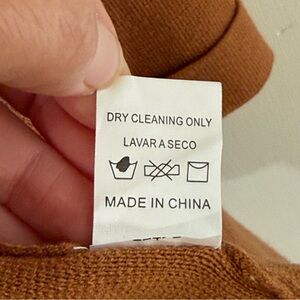 DRY CLEANING ONLY
LAVAR A SECO
MADE IN CHINA